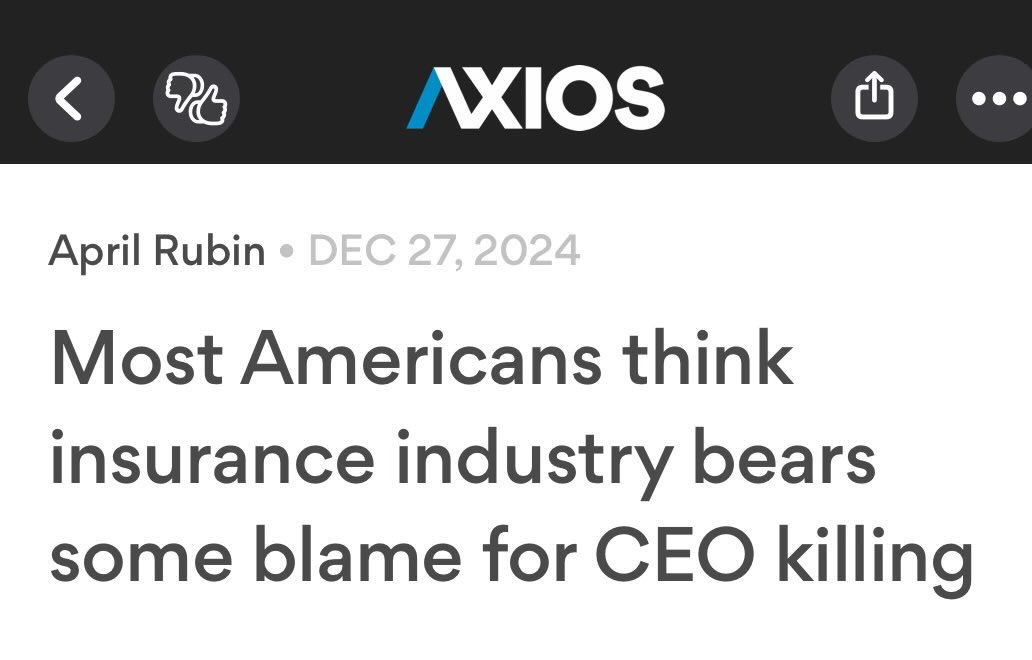 AXIOS
April Rubin • DEC 27, 2024
Most Americans think
insurance industry bears
some blame for CEO killing